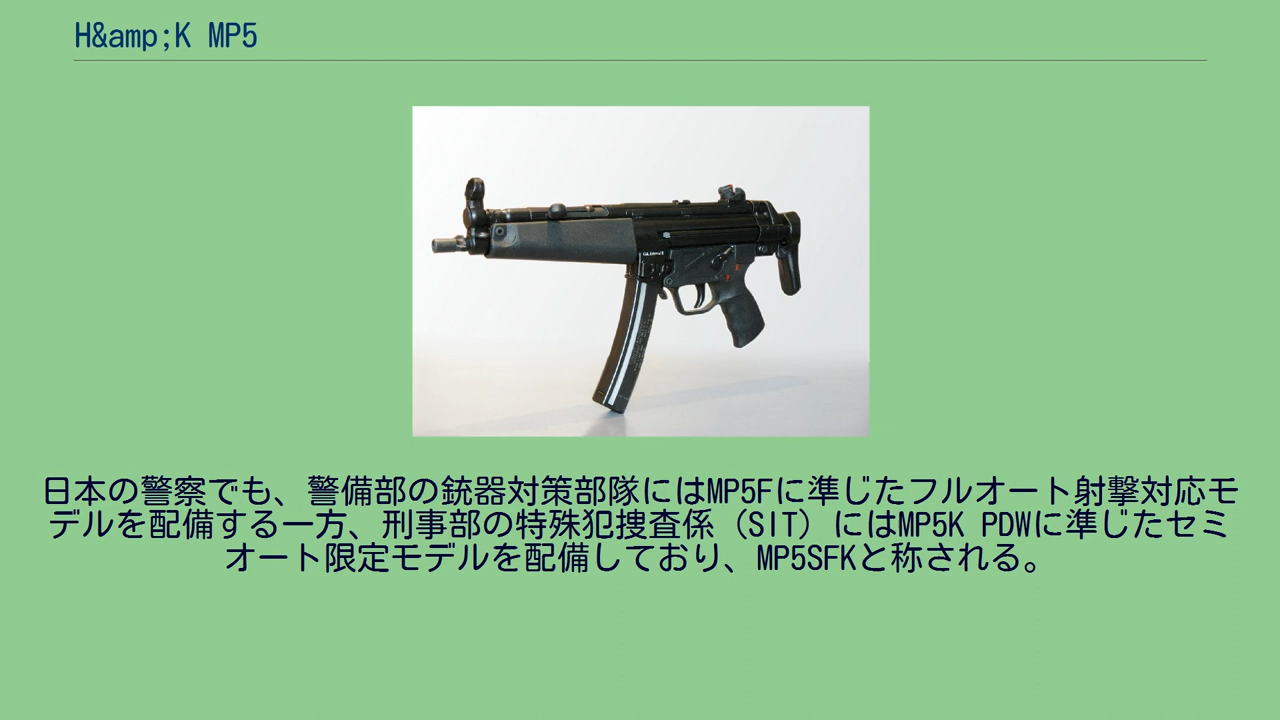 H&amp;K MP5
日本の警察でも、警備部の銃器対策部隊にはMP5Fに準じたフルオート射撃対応モ
デルを配備する一方、刑事部の特殊犯捜査係（SIT）にはMP5K PDWに準じたセミ
オート限定モデルを配備しており、MP5SFKと称される。